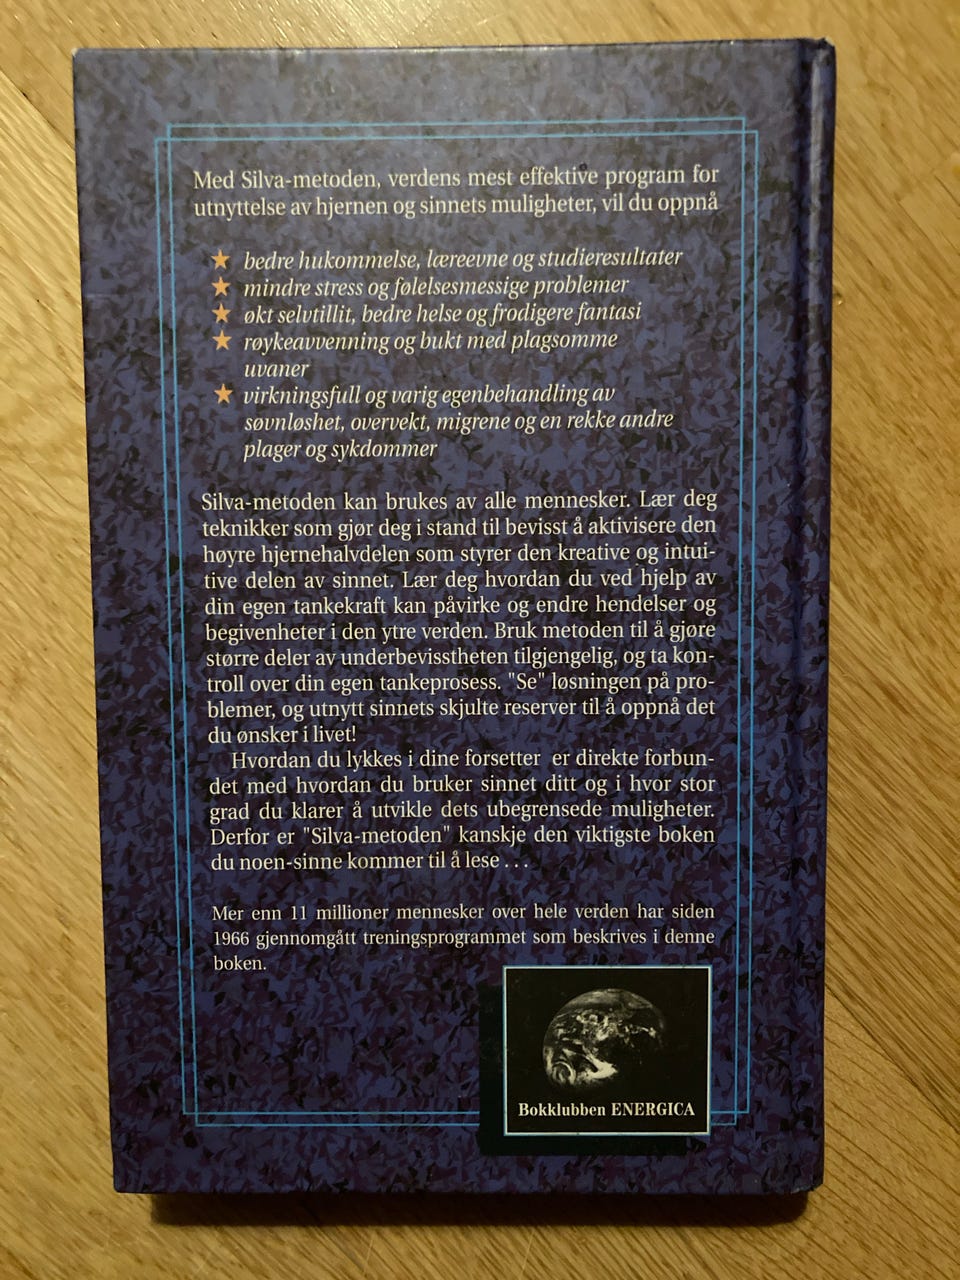 Med Silva-metoden, verdens mest effektive program for
utnyttelse av hjernen og sinnets muligheter, vil du oppnå
bedre hukommelse, læreevne og studieresultater
mindre stress og følelsesmessige problemer
økt selvtillit, bedre helse og frodigere fantasi
røykeavvenning og bukt med plagsomme
uvaner
virkningsfull og varig egenbehandling av
søvnløshet, overvekt, migrene og en rekke andre
plager og sykdommer
Silva-metoden kan brukes av alle mennesker. Lær deg
teknikker som gjør deg i stand til bevisst å aktivisere den
høyre hjernehalvdelen som styrer den kreative og intui-
tive delen av sinnet. Lær deg hvordan du ved hjelp av
din egen tankekraft kan påvirke og endre hendelser og
begivenheter i den ytre verden. Bruk metoden til å gjøre
større deler av underbevisstheten tilgjengelig, og ta kon-
troll over din egen tankeprosess. "Se" løsningen på pro-
blemer, og utnytt sinnets skjulte reserver til å oppnå det
du ønsker i livet!
Hvordan du lykkes i dine forsetter er direkte forbun-
det med hvordan du bruker sinnet ditt og i hvor stor
grad du klarer å utvikle dets ubegrensede muligheter.
Derfor er "Silva-metoden" kanskje den viktigste boken
du noen-sinne kommer til å lese . . .
Mer enn 11 millioner mennesker over hele verden har siden
1966 gjennomgått treningsprogrammet som beskrives i denne
boken.
Bokklubben ENERGICA